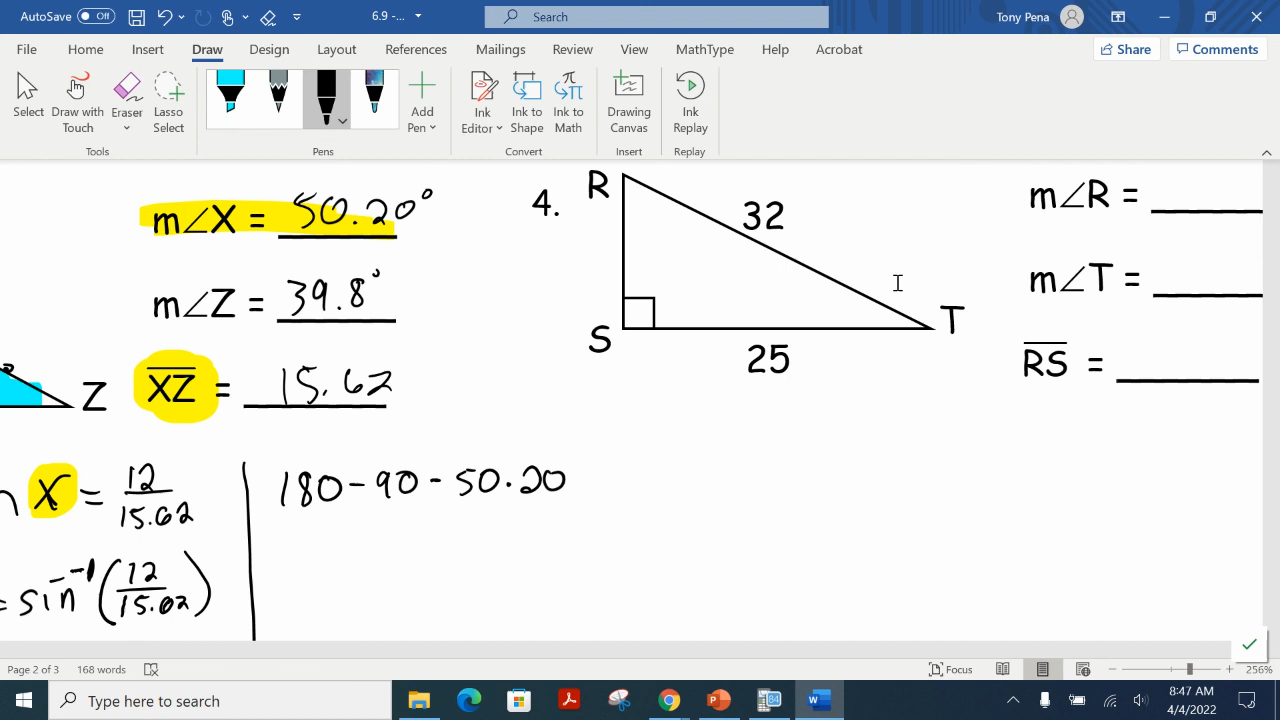 AutoSave Off 6.9 -... Search Tony Pena
File Home Insert Draw Design Layout References Mailings Review View MathType Help Acrobat Share Comments
Select Draw with Touch Eraser Lasso Select Add Pen Ink Editor Ink to Shape Ink to Math Drawing Canvas Ink Replay
Tools Pens Convert Insert Replay
m∠X = 50.20°
m∠Z = 39.8°
XZ = 15.62
Z
4.
R
32
S
T
25
m∠R = ______
m∠T = ______
RS = ______
n X = 12/15.62
= sin⁻¹(12/15.62)
180-90-50.20
Page 2 of 3 168 words Focus 256%
Type here to search 84 8:47 AM
4/4/2022